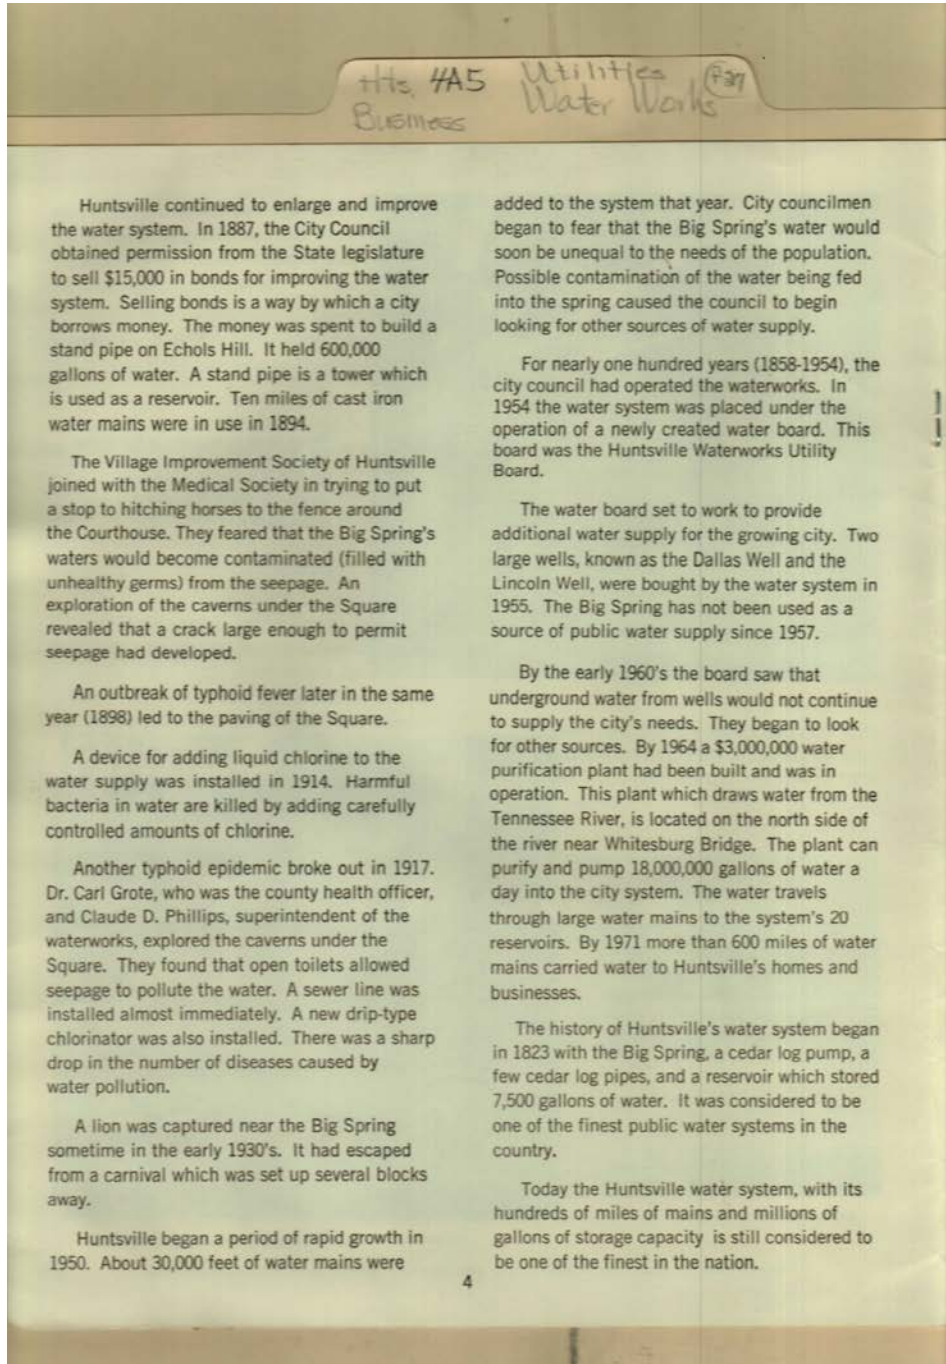 Hts. 4A5 Utilities P27
Business Water Works
Huntsville continued to enlarge and improve
the water system. In 1887, the City Council
obtained permission from the State legislature
to sell $15,000 in bonds for improving the water
system. Selling bonds is a way by which a city
borrows money. The money was spent to build a
stand pipe on Echols Hill. It held 600,000
gallons of water. A stand pipe is a tower which
is used as a reservoir. Ten miles of cast iron
water mains were in use in 1894.
The Village Improvement Society of Huntsville
joined with the Medical Society in trying to put
a stop to hitching horses to the fence around
the Courthouse. They feared that the Big Spring's
waters would become contaminated (filled with
unhealthy germs) from the seepage. An
exploration of the caverns under the Square
revealed that a crack large enough to permit
seepage had developed.
An outbreak of typhoid fever later in the same
year (1898) led to the paving of the Square.
A device for adding liquid chlorine to the
water supply was installed in 1914. Harmful
bacteria in water are killed by adding carefully
controlled amounts of chlorine.
Another typhoid epidemic broke out in 1917.
Dr. Carl Grote, who was the county health officer,
and Claude D. Phillips, superintendent of the
waterworks, explored the caverns under the
Square. They found that open toilets allowed
seepage to pollute the water. A sewer line was
installed almost immediately. A new drip-type
chlorinator was also installed. There was a sharp
drop in the number of diseases caused by
water pollution.
A lion was captured near the Big Spring
sometime in the early 1930's. It had escaped
from a carnival which was set up several blocks
away.
Huntsville began a period of rapid growth in
1950. About 30,000 feet of water mains were
added to the system that year. City councilmen
began to fear that the Big Spring's water would
soon be unequal to the needs of the population.
Possible contamination of the water being fed
into the spring caused the council to begin
looking for other sources of water supply.
For nearly one hundred years (1858-1954), the
city council had operated the waterworks. In
1954 the water system was placed under the
operation of a newly created water board. This
board was the Huntsville Waterworks Utility
Board.
The water board set to work to provide
additional water supply for the growing city. Two
large wells, known as the Dallas Well and the
Lincoln Well, were bought by the water system in
1955. The Big Spring has not been used as a
source of public water supply since 1957.
By the early 1960's the board saw that
underground water from wells would not continue
to supply the city's needs. They began to look
for other sources. By 1964 a $3,000,000 water
purification plant had been built and was in
operation. This plant which draws water from the
Tennessee River, is located on the north side of
the river near Whitesburg Bridge. The plant can
purify and pump 18,000,000 gallons of water a
day into the city system. The water travels
through large water mains to the system's 20
reservoirs. By 1971 more than 600 miles of water
mains carried water to Huntsville's homes and
businesses.
The history of Huntsville's water system began
in 1823 with the Big Spring, a cedar log pump, a
few cedar log pipes, and a reservoir which stored
7,500 gallons of water. It was considered to be
one of the finest public water systems in the
country.
Today the Huntsville water system, with its
hundreds of miles of mains and millions of
gallons of storage capacity is still considered to
be one of the finest in the nation.
4